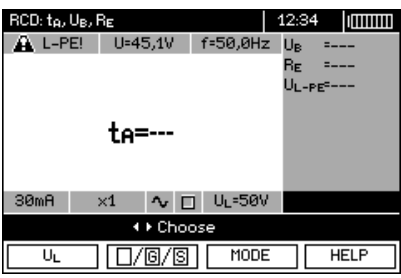 RCD: tA, UB, RE 12:34
L-PE! U=45,1V f=50,0Hz
UB =---
RE =---
UL-PE=---
tA=---
30mA ×1 UL=50V
Choose
UL /G/S MODE HELP